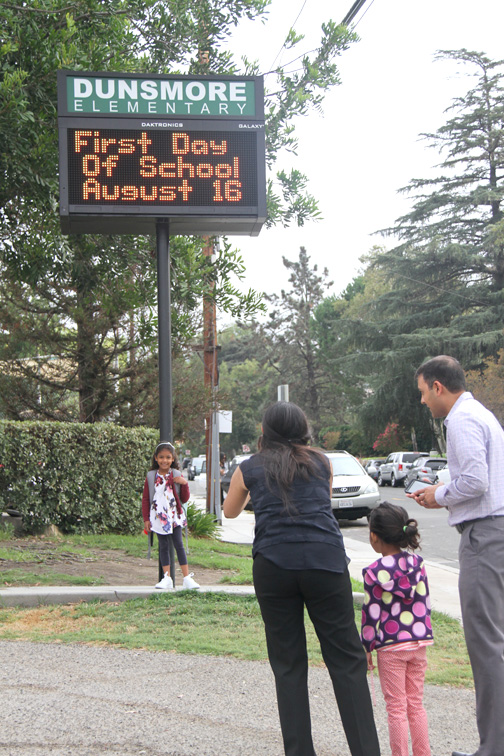 DUNSMORE
ELEMENTARY
DAKTRONICS GALAXY
First Day
Of School
August 16